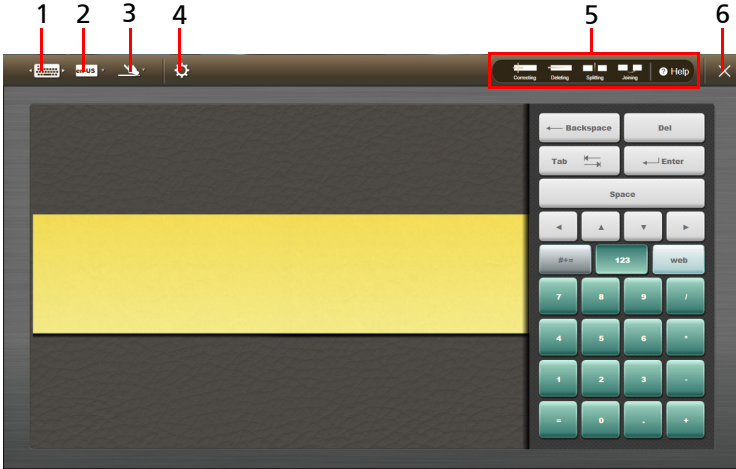 1 2 3 4 5 6
en-US
Correcting Deleting Splitting Joining ? Help
← Backspace Del
Tab ← Enter
Space
#+= 123 web
7 8 9 /
4 5 6 *
1 2 3 -
= 0 . +